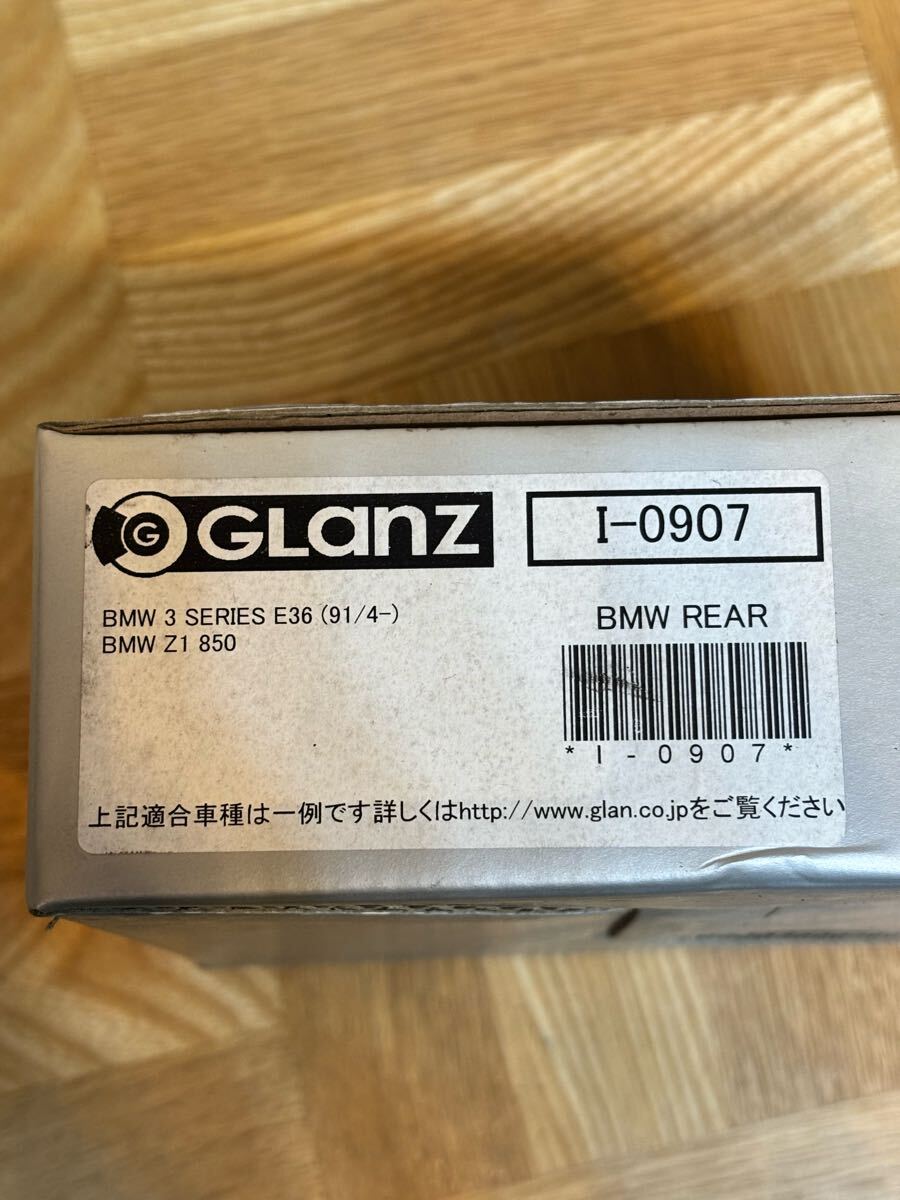 G GLanz
I-0907
BMW 3 SERIES E36 (91/4-)
BMW Z1 850
BMW REAR
*I-0907*
上記適合車種は一例です詳しくはhttp://www.glan.co.jpをご覧ください